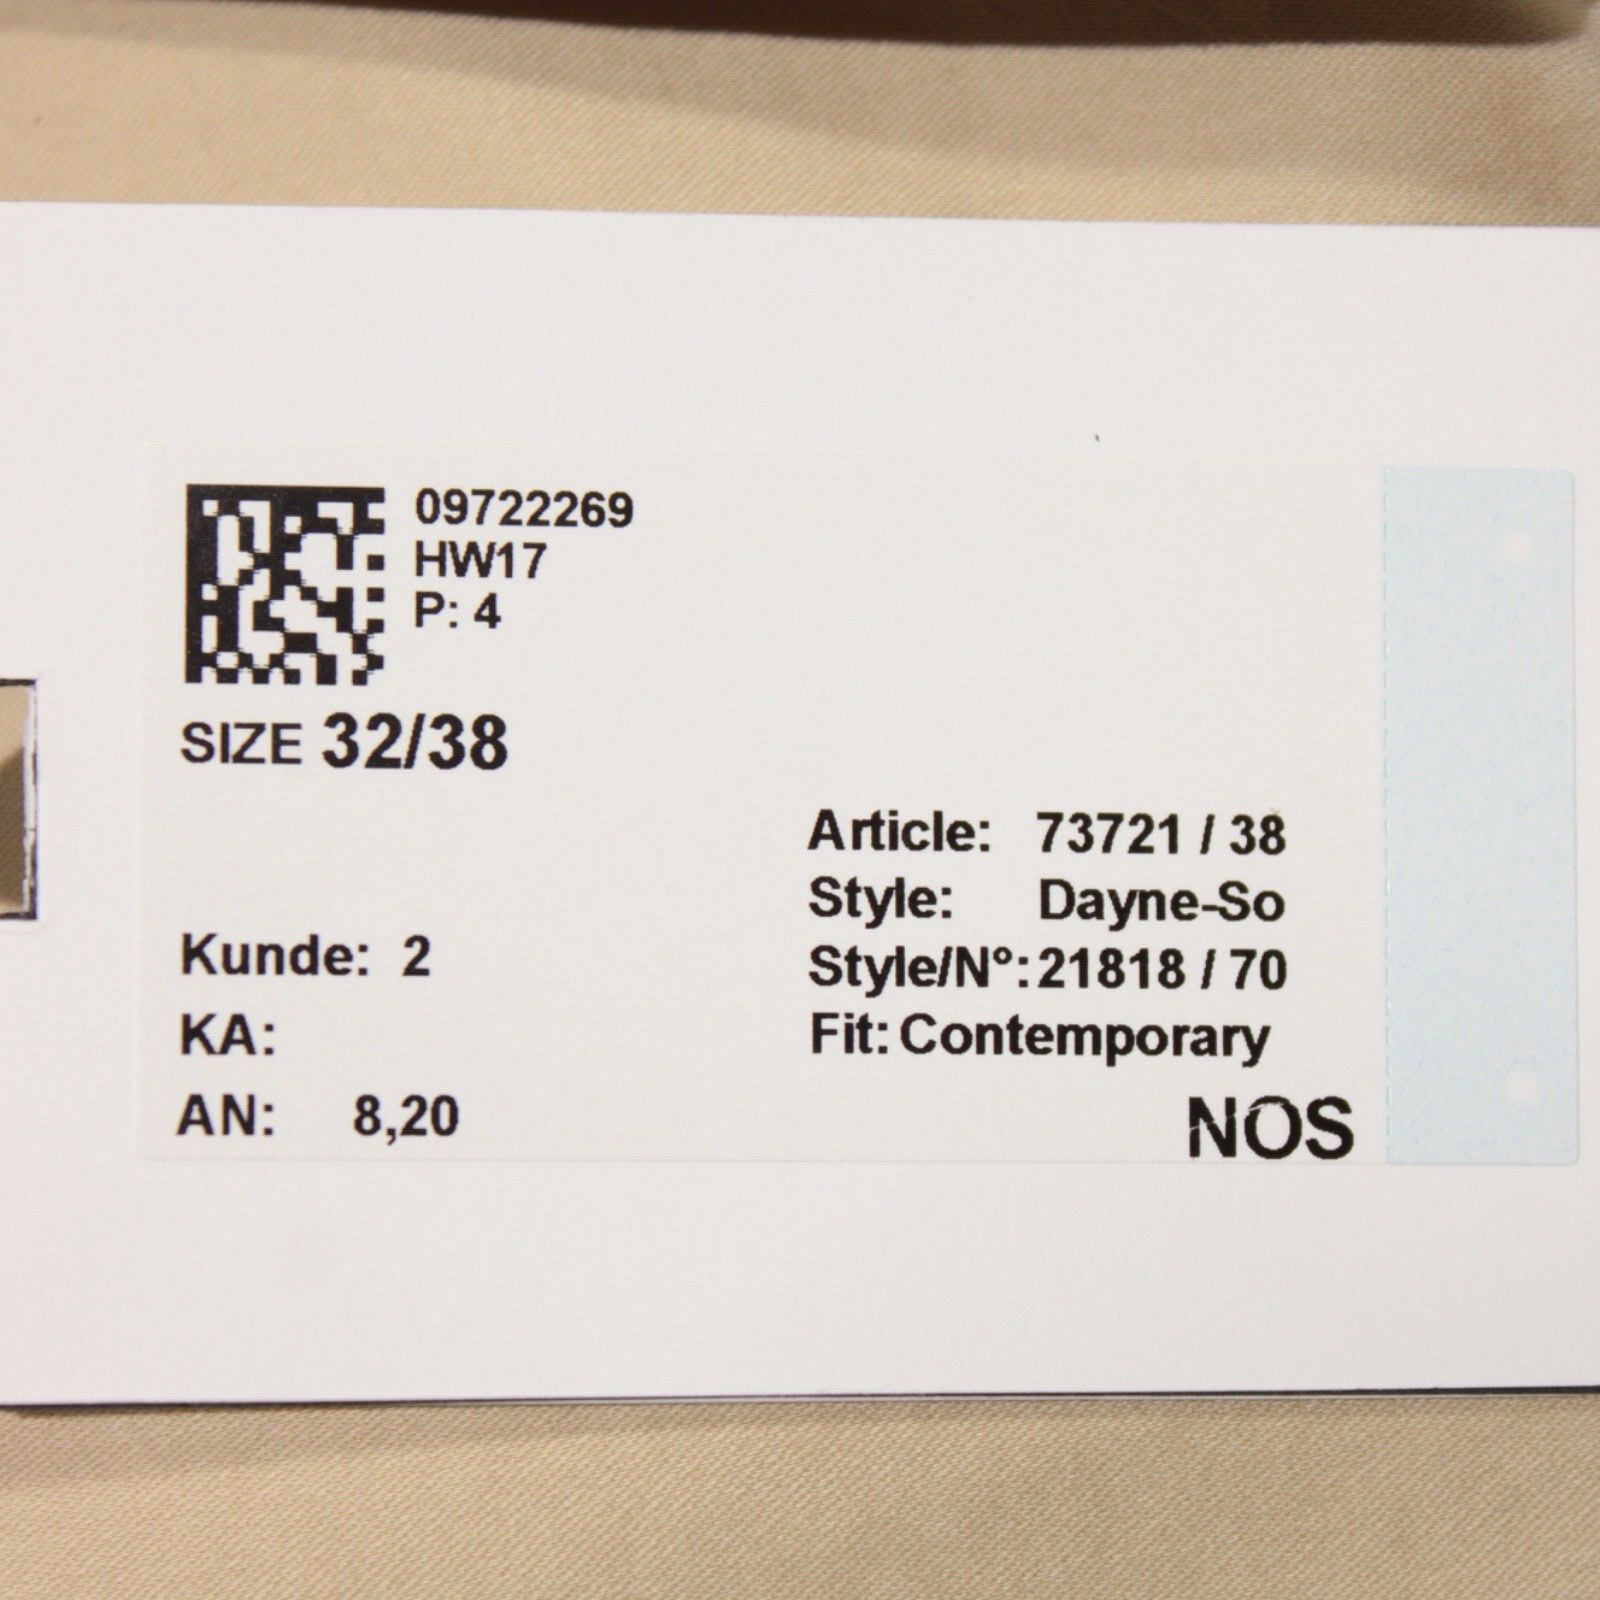 09722269
HW17
P: 4
SIZE 32/38
Article: 73721 / 38
Style: Dayne-So
Style/N°: 21818 / 70
Fit: Contemporary
NOS
Kunde: 2
KA:
AN: 8,20